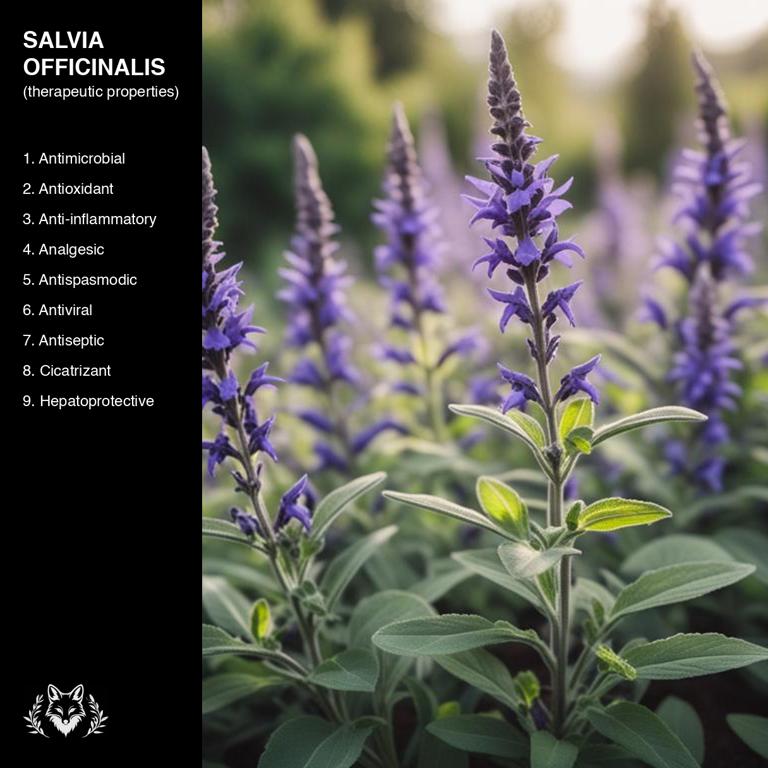 SALVIA
OFFICINALIS
(therapeutic properties)
1. Antimicrobial
2. Antioxidant
3. Anti-inflammatory
4. Analgesic
5. Antispasmodic
6. Antiviral
7. Antiseptic
8. Cicatrizant
9. Hepatoprotective